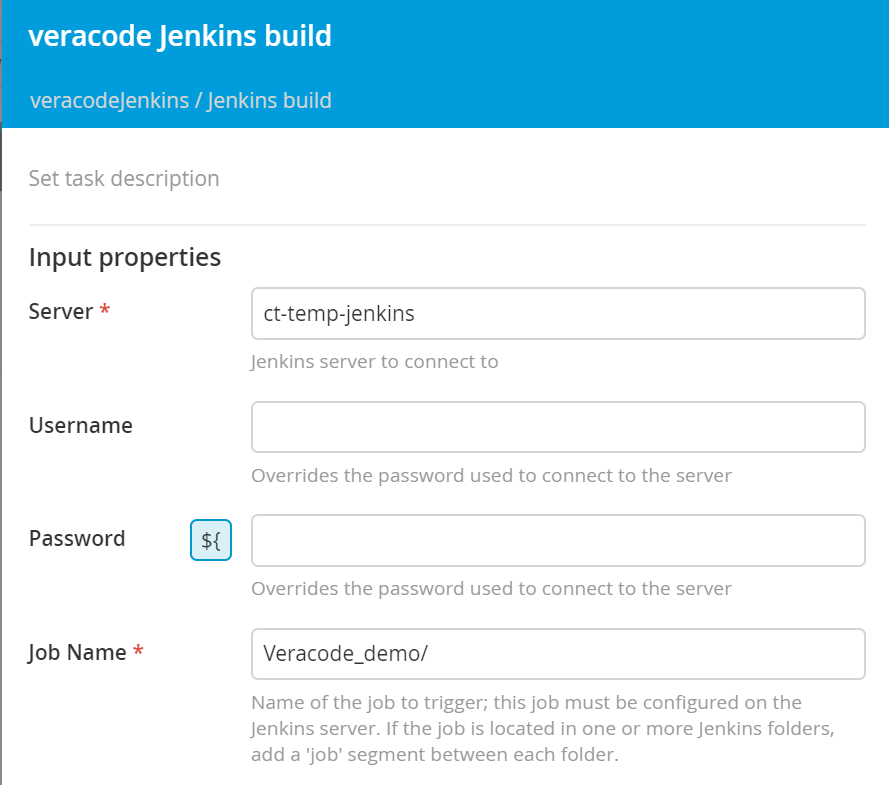 veracode Jenkins build
veracodeJenkins / Jenkins build
Set task description
Input properties
Server *
ct-temp-jenkins
Jenkins server to connect to
Username
Overrides the password used to connect to the server
Password
${
Overrides the password used to connect to the server
Job Name *
Veracode_demo/
Name of the job to trigger; this job must be configured on the
Jenkins server. If the job is located in one or more Jenkins folders,
add a 'job' segment between each folder.